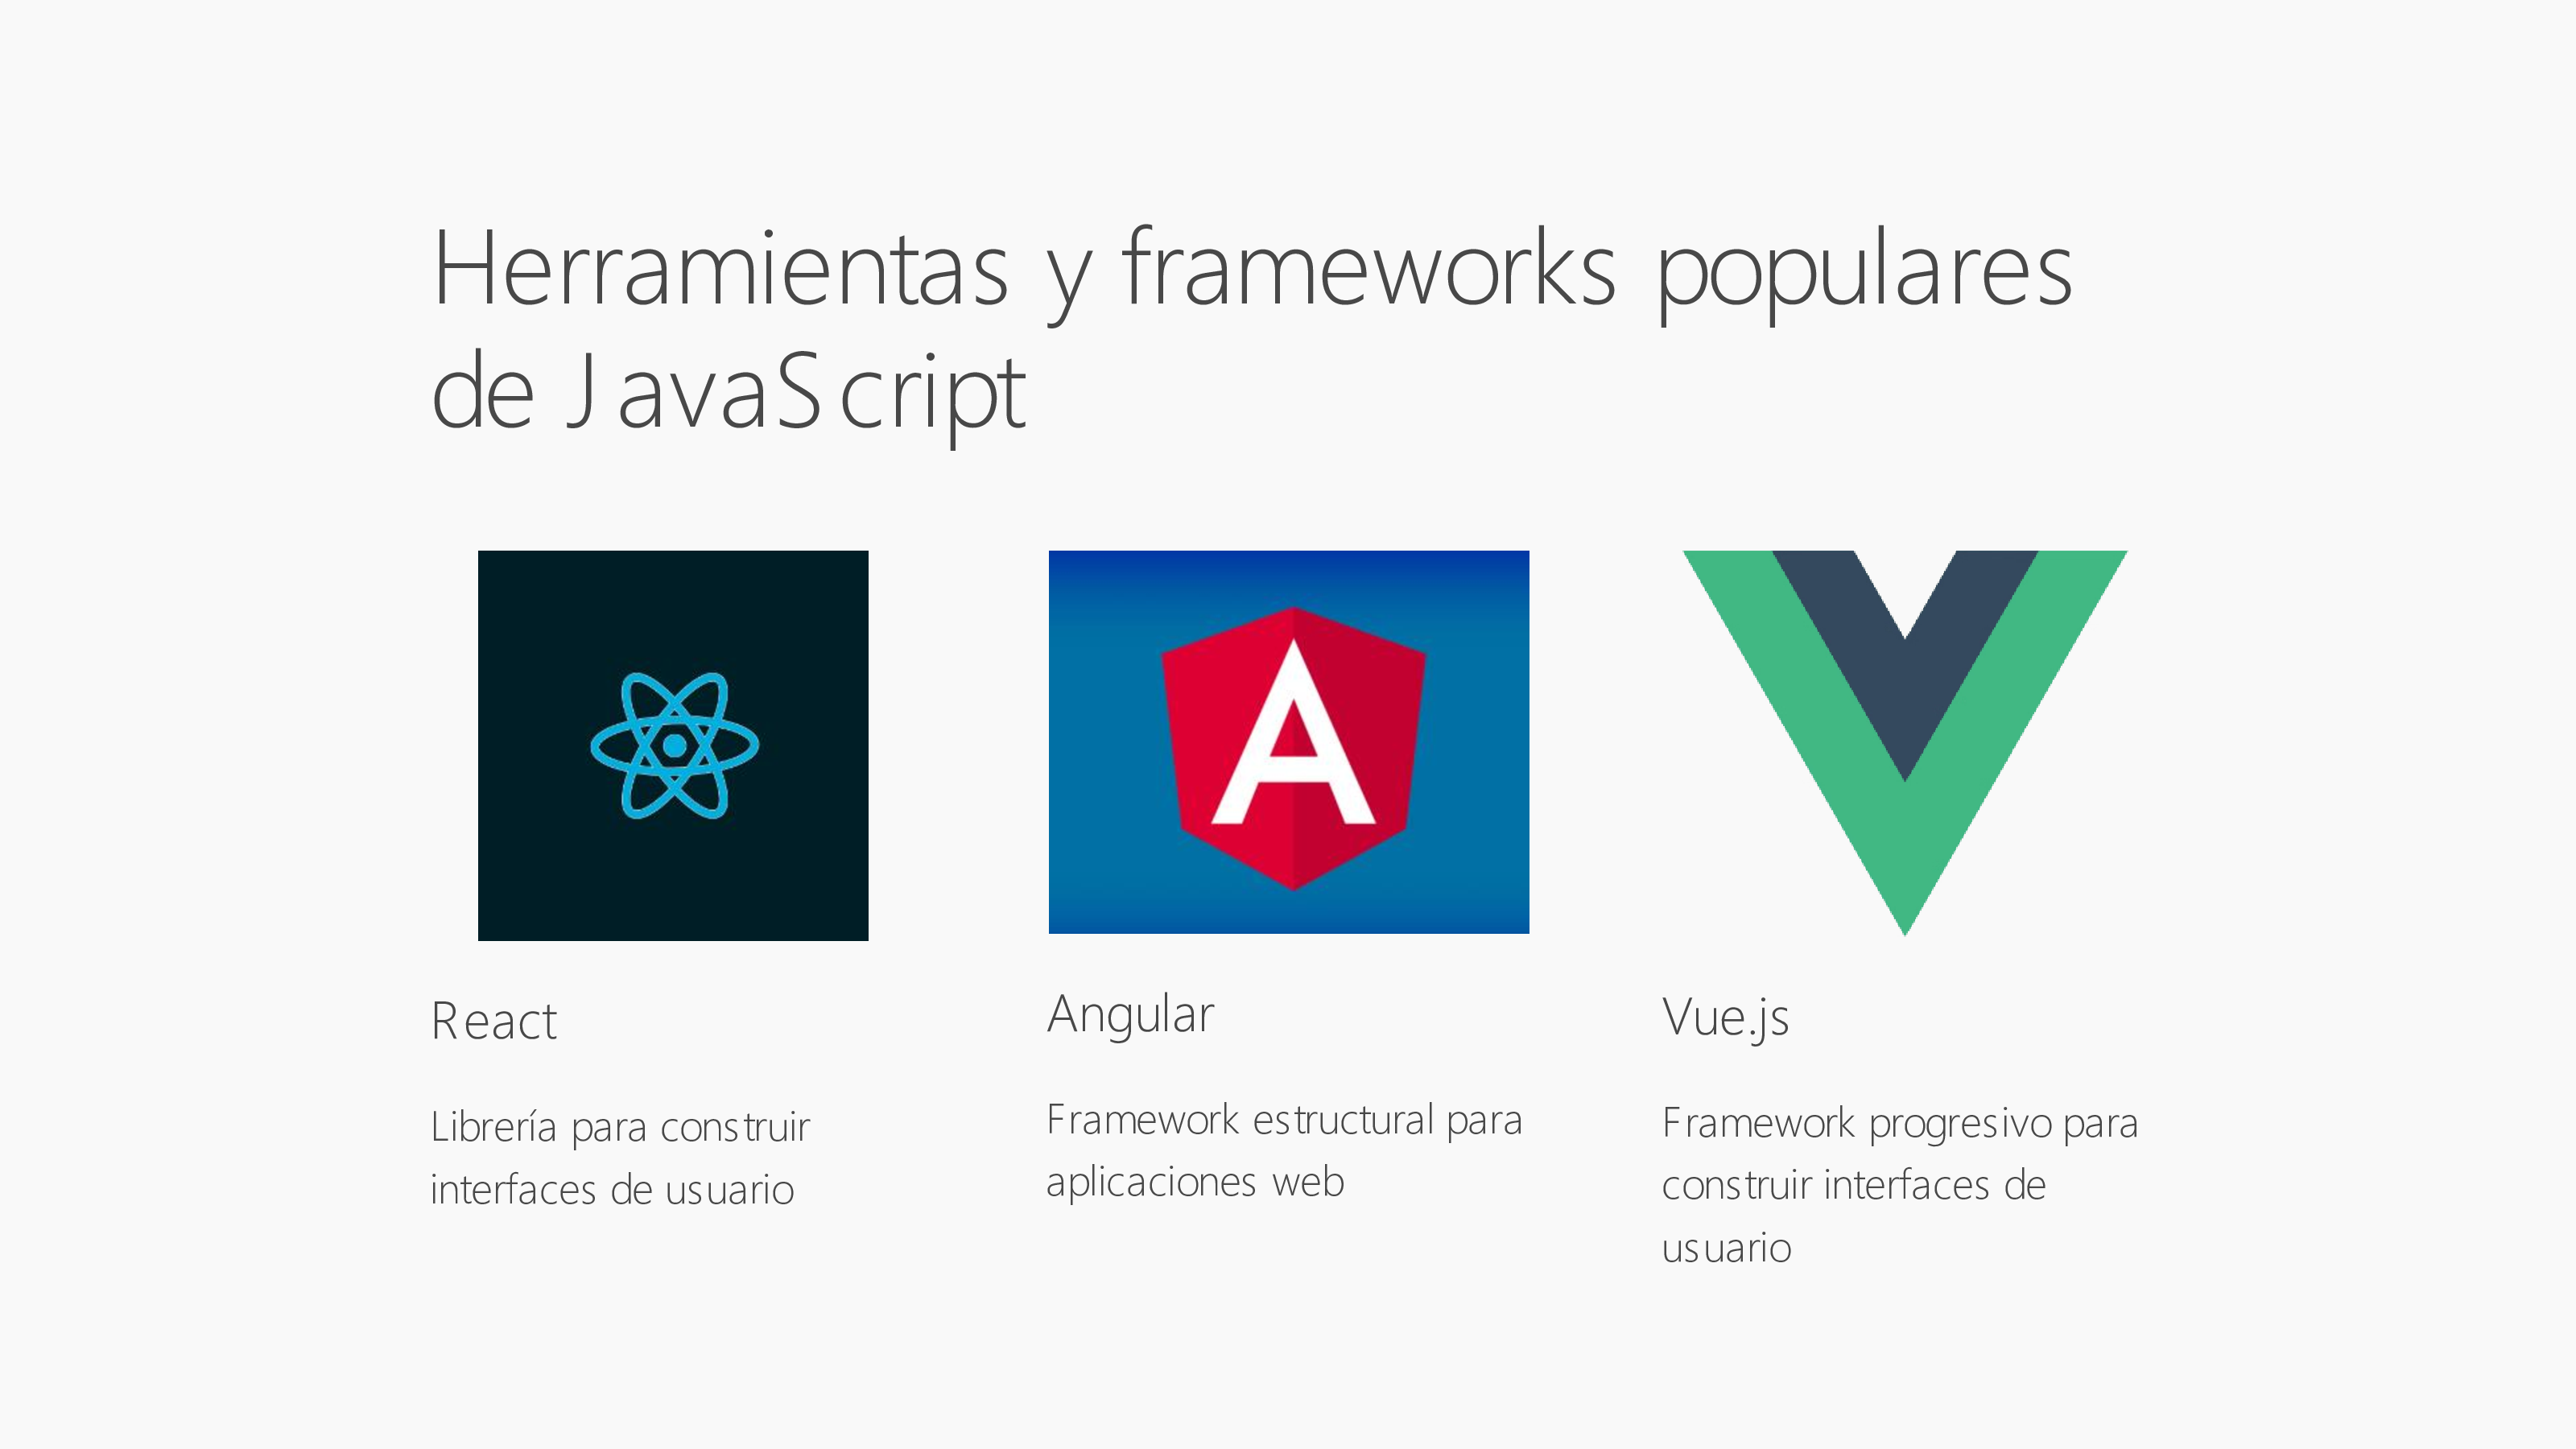 Herramientas y frameworks populares
de JavaScript
React
Librería para construir
interfaces de usuario
Angular
Framework estructural para
aplicaciones web
Vue.js
Framework progresivo para
construir interfaces de
usuario